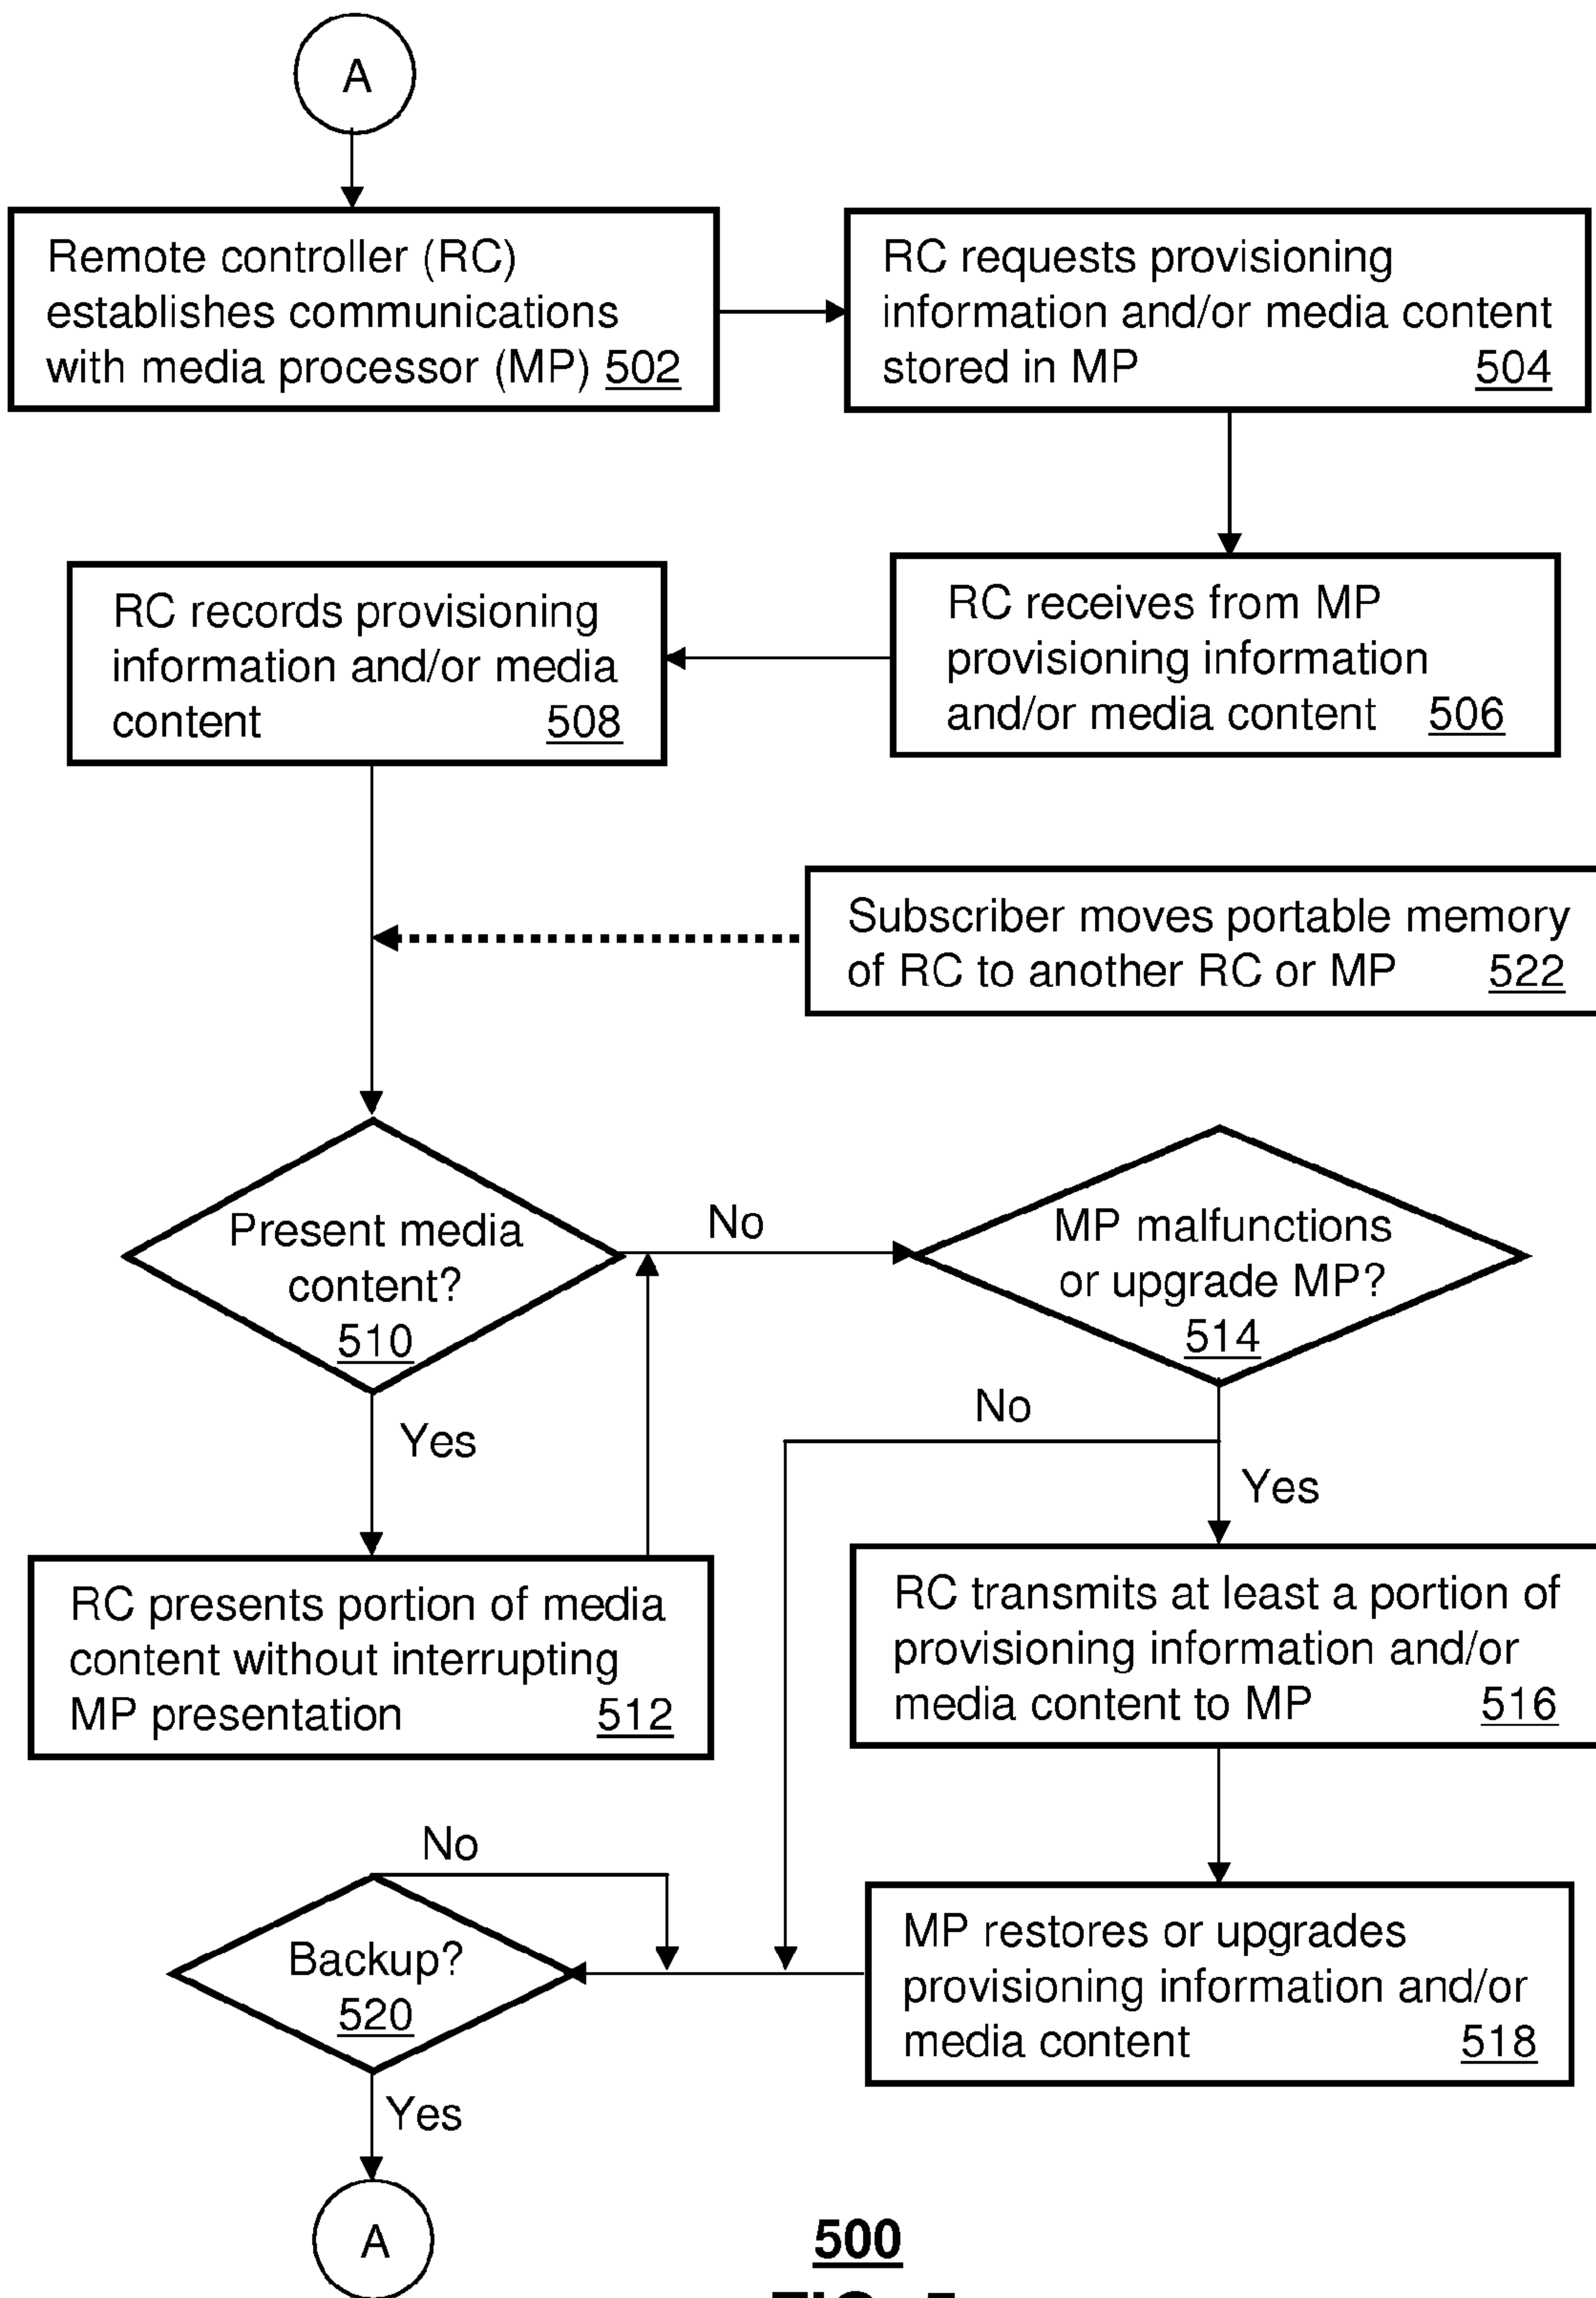 A
Remote controller (RC)
establishes communications
with media processor (MP) 502
RC requests provisioning
information and/or media content
stored in MP 504
RC receives from MP
provisioning information
and/or media content 506
RC records provisioning
information and/or media
content 508
Subscriber moves portable memory
of RC to another RC or MP 522
Present media
content?
510
No
MP malfunctions
or upgrade MP?
514
Yes
No
Yes
RC presents portion of media
content without interrupting
MP presentation 512
RC transmits at least a portion of
provisioning information and/or
media content to MP 516
No
Backup?
520
MP restores or upgrades
provisioning information and/or
media content 518
Yes
A
500